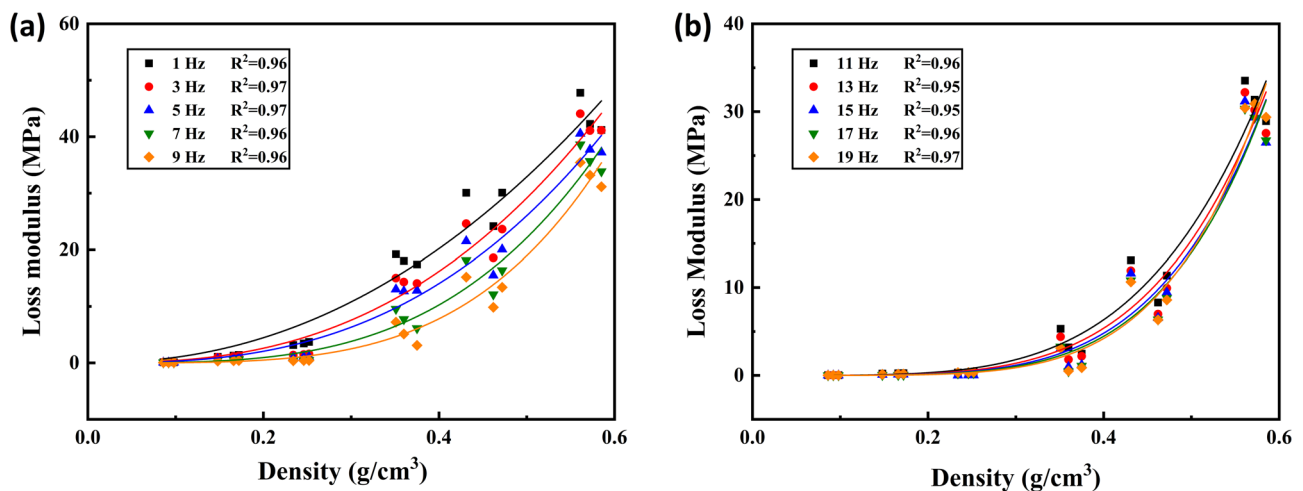 (a)
60
40
20
0
Loss modulus (MPa)
1 Hz R²=0.96
3 Hz R²=0.97
5 Hz R²=0.97
7 Hz R²=0.96
9 Hz R²=0.96
0.0 0.2 0.4 0.6
Density (g/cm³)
(b)
40
30
20
10
0
Loss Modulus (MPa)
11 Hz R²=0.96
13 Hz R²=0.95
15 Hz R²=0.95
17 Hz R²=0.96
19 Hz R²=0.97
0.0 0.2 0.4 0.6
Density (g/cm³)